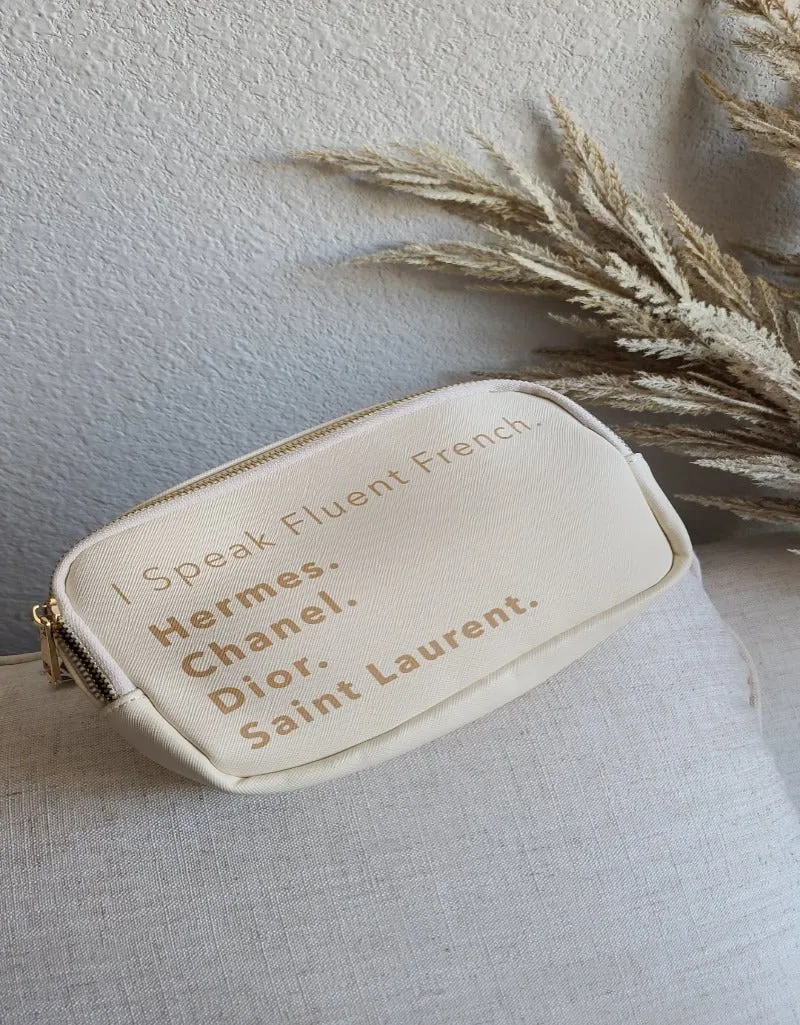 I Speak Fluent French.
Hermes.
Chanel.
Dior.
Saint Laurent.